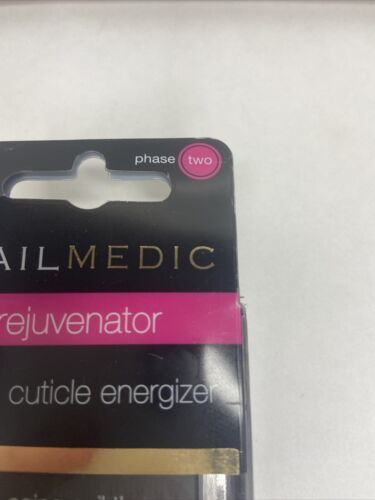 phase two
AILMEDIC
rejuvenator
cuticle energizer